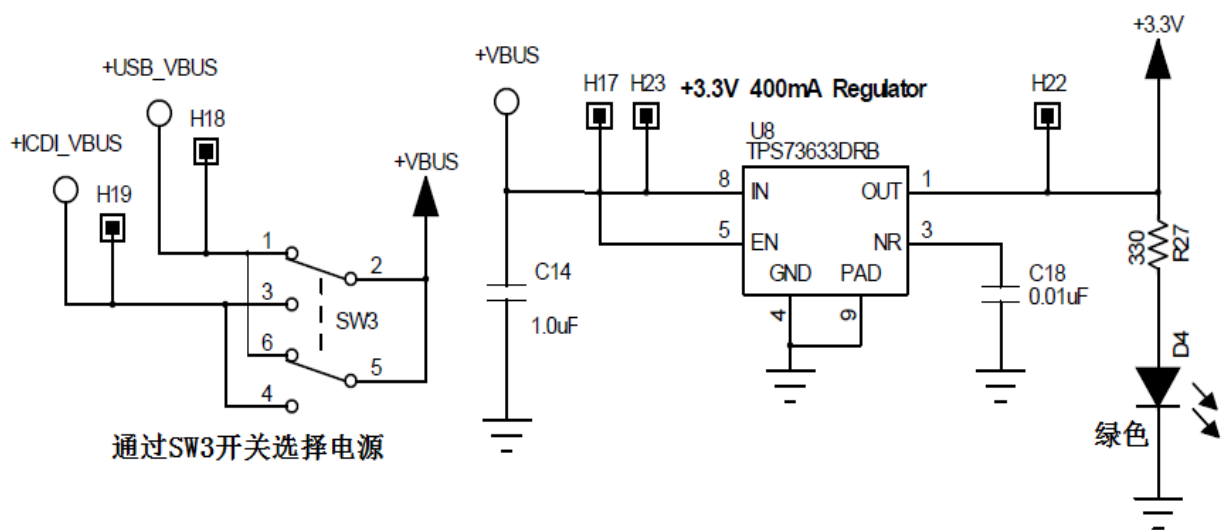 +USB_VBUS
H18
+ICDI_VBUS
H19
+VBUS
1
2
3
SW3
6
5
4
通过SW3开关选择电源
+VBUS
H17
H23
+3.3V 400mA Regulator
U8
TPS73633DRB
8
IN
OUT
1
5
EN
NR
3
GND
PAD
4
9
C14
1.0uF
C18
0.01uF
H22
+3.3V
330
R27
D4
绿色